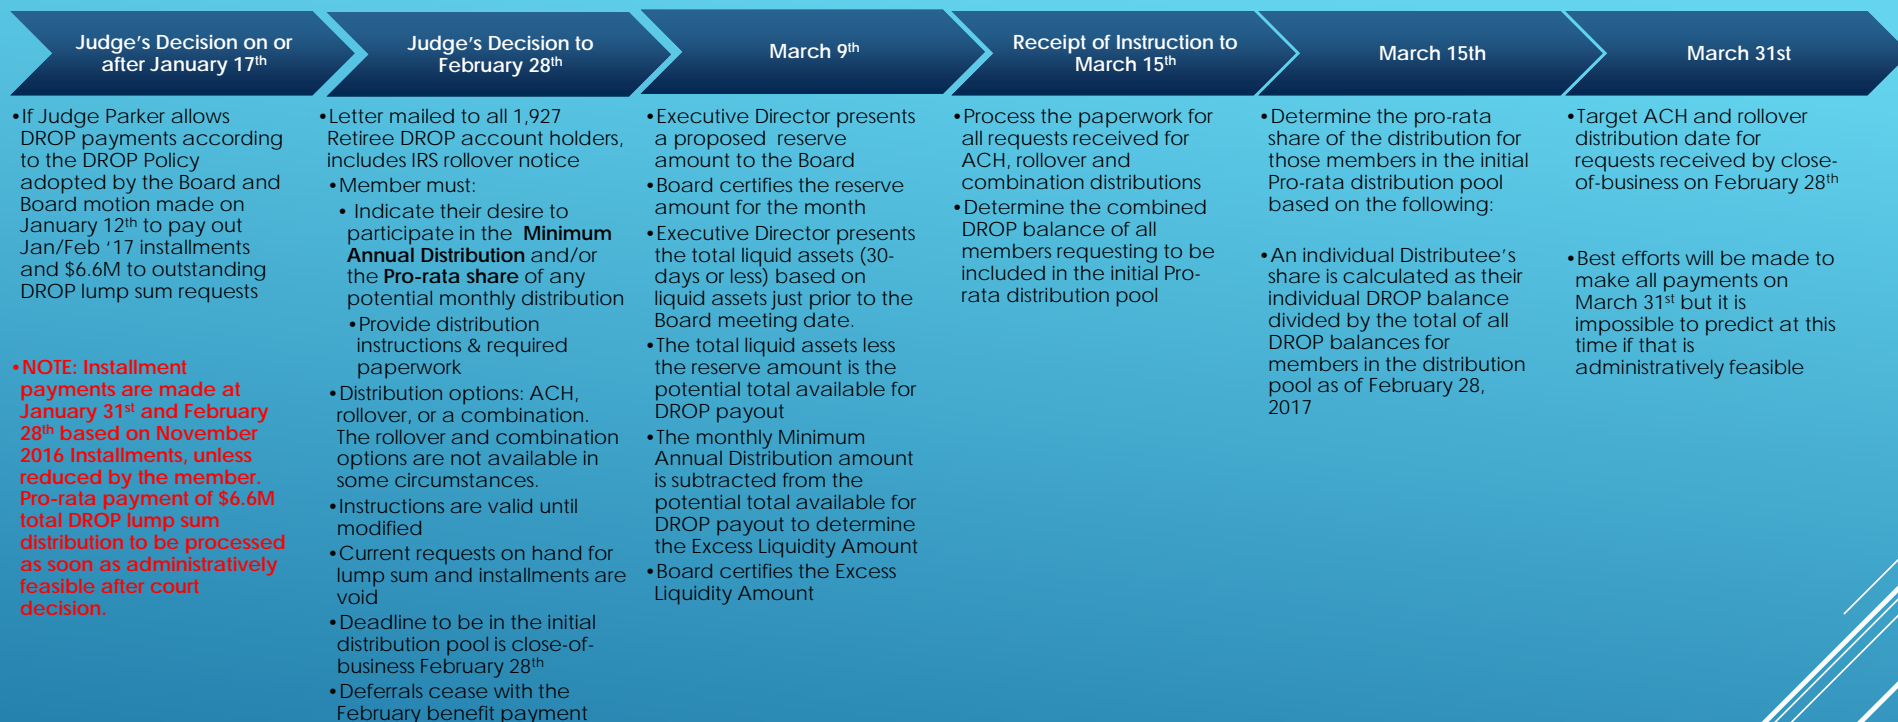 Judge's Decision on or
after January 17th
Judge's Decision to
February 28th
March 9th
Receipt of Instruction to
March 15th
March 15th
March 31st
•If Judge Parker allows
DROP payments according
to the DROP Policy
adopted by the Board and
Board motion made on
January 12th to pay out
Jan/Feb '17 installments
and $6.6M to outstanding
DROP lump sum requests
•NOTE: Installment
payments are made at
January 31st and February
28th based on November
2016 Installments, unless
reduced by the member.
Pro-rata payment of $6.6M
total DROP lump sum
distribution to be processed
as soon as administratively
feasible after court
decision.
•Letter mailed to all 1,927
Retiree DROP account holders,
includes IRS rollover notice
•Member must:
• Indicate their desire to
participate in the Minimum
Annual Distribution and/or
the Pro-rata share of any
potential monthly distribution
•Provide distribution
instructions & required
paperwork
•Distribution options: ACH,
rollover, or a combination.
The rollover and combination
options are not available in
some circumstances.
•Instructions are valid until
modified
•Current requests on hand for
lump sum and installments are
void
•Deadline to be in the initial
distribution pool is close-of-
business February 28th
•Deferrals cease with the
February benefit payment
•Executive Director presents
a proposed reserve
amount to the Board
•Board certifies the reserve
amount for the month
•Executive Director presents
the total liquid assets (30-
days or less) based on
liquid assets just prior to the
Board meeting date.
•The total liquid assets less
the reserve amount is the
potential total available for
DROP payout
•The monthly Minimum
Annual Distribution amount
is subtracted from the
potential total available for
DROP payout to determine
the Excess Liquidity Amount
•Board certifies the Excess
Liquidity Amount
•Process the paperwork for
all requests received for
ACH, rollover and
combination distributions
•Determine the combined
DROP balance of all
members requesting to be
included in the initial Pro-
rata distribution pool
•Determine the pro-rata
share of the distribution for
those members in the initial
Pro-rata distribution pool
based on the following:
•An individual Distributee's
share is calculated as their
individual DROP balance
divided by the total of all
DROP balances for
members in the distribution
pool as of February 28,
2017
•Target ACH and rollover
distribution date for
requests received by close-
of-business on February 28th
•Best efforts will be made to
make all payments on
March 31st but it is
impossible to predict at this
time if that is
administratively feasible